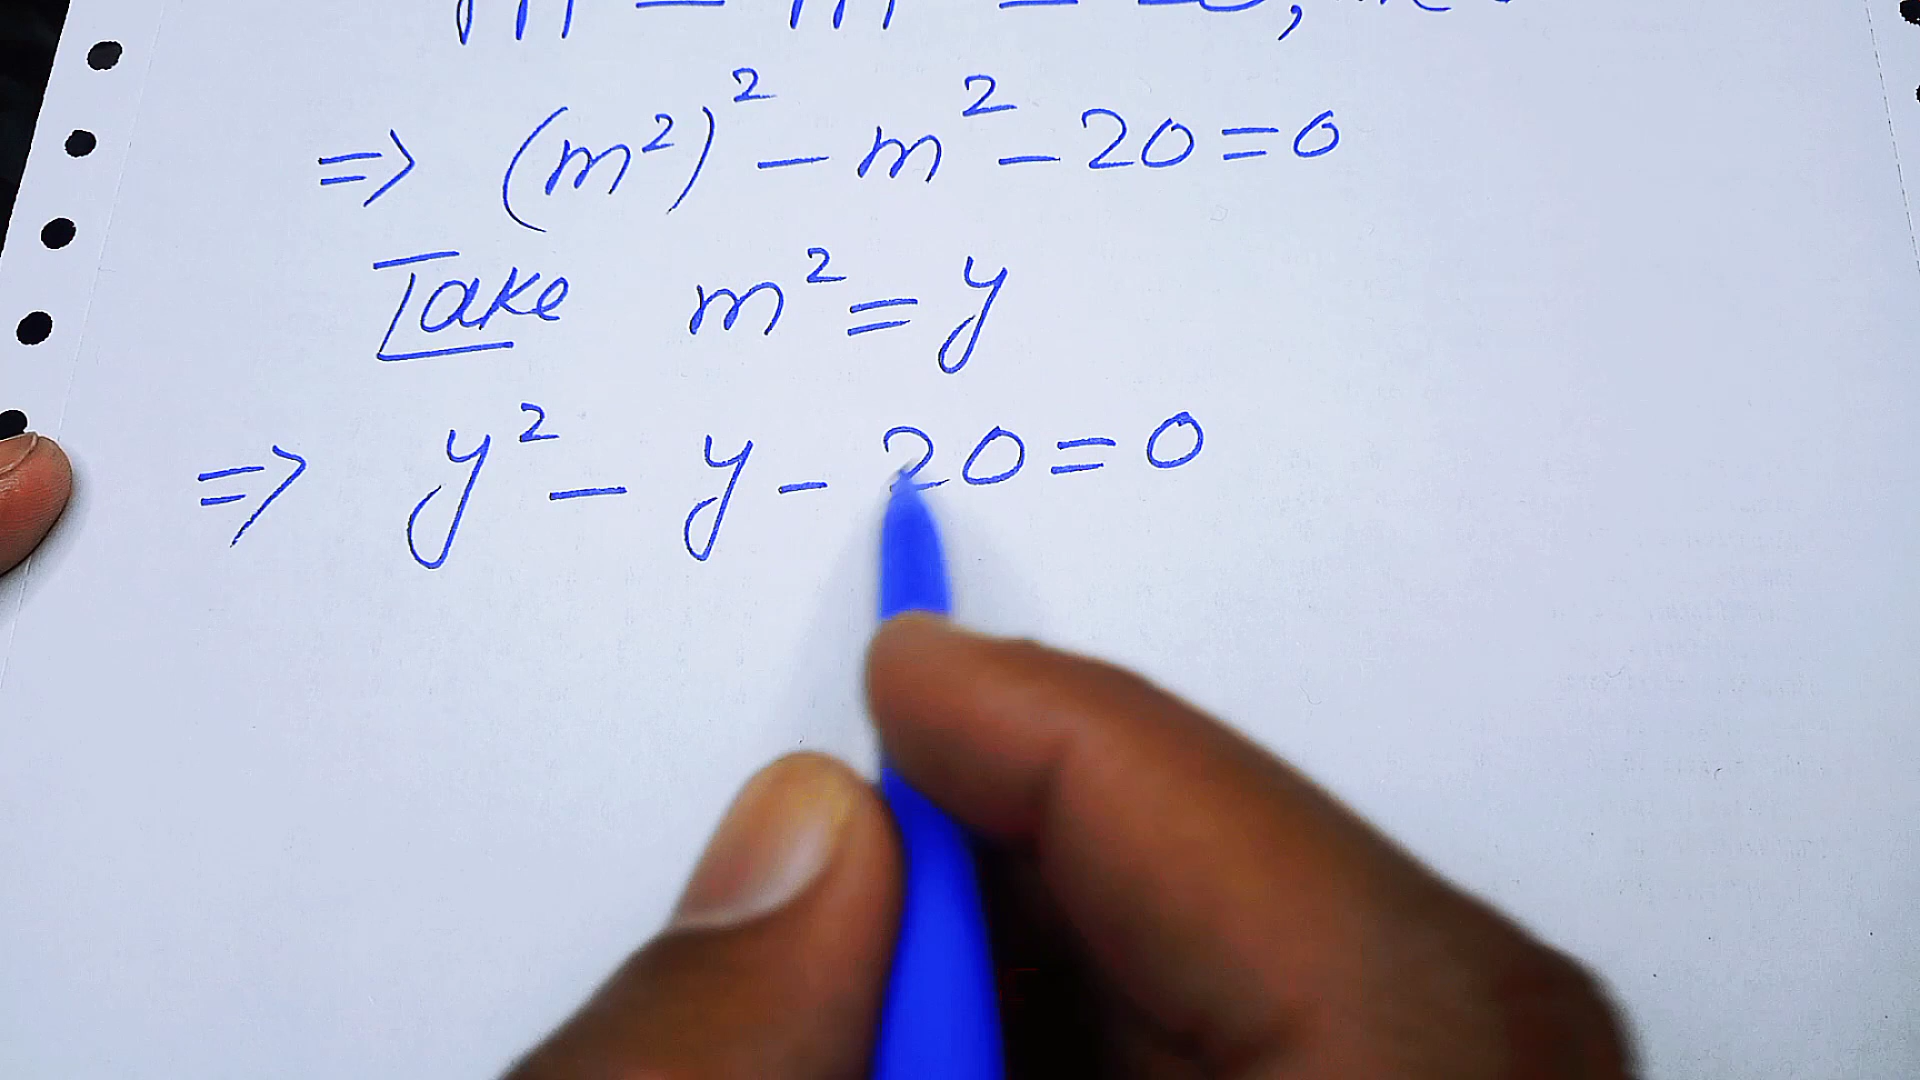 ⇒ (m²)² − m² − 20 = 0
Take m² = y
⇒ y² − y − 20 = 0